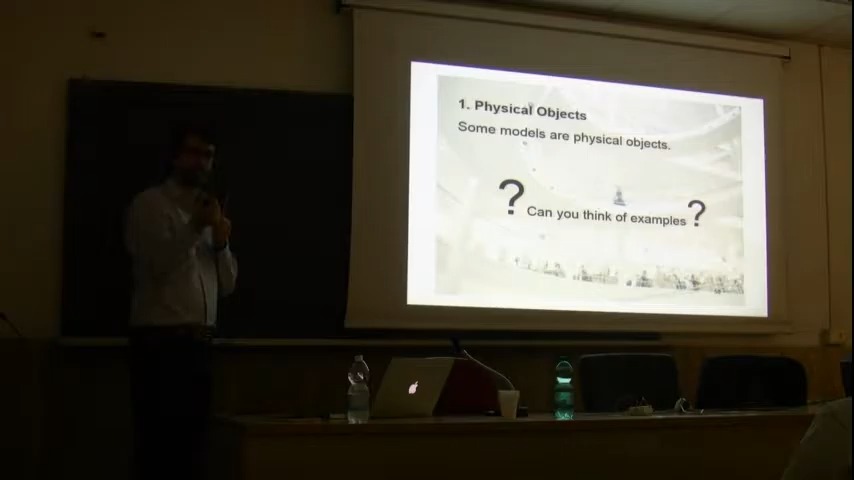 1. Physical Objects
Some models are physical objects.
? Can you think of examples ?